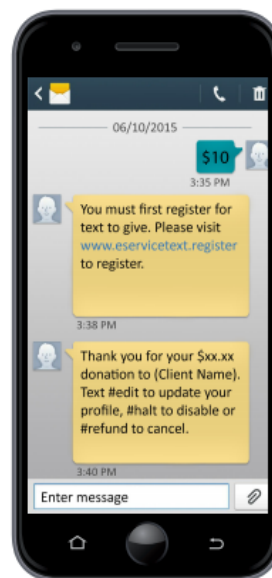 06/10/2015
$10
3:35 PM
You must first register for
text to give. Please visit
www.eservicetext.register
to register.
3:38 PM
Thank you for your $xx.xx
donation to (Client Name).
Text #edit to update your
profile, #halt to disable or
#refund to cancel.
3:40 PM
Enter message